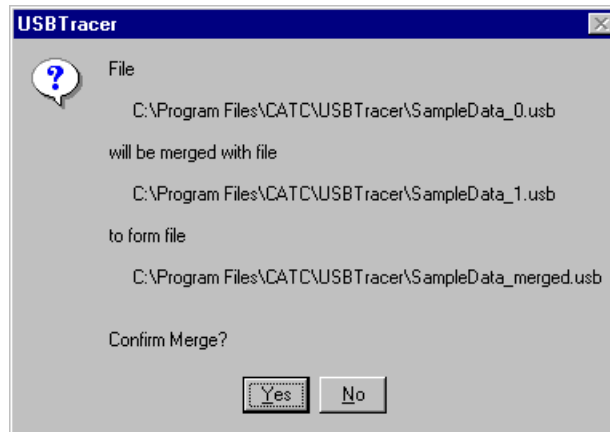 USBTracer
File
C:\Program Files\CATC\USBTracer\SampleData_0.usb
will be merged with file
C:\Program Files\CATC\USBTracer\SampleData_1.usb
to form file
C:\Program Files\CATC\USBTracer\SampleData_merged.usb
Confirm Merge?
Yes No